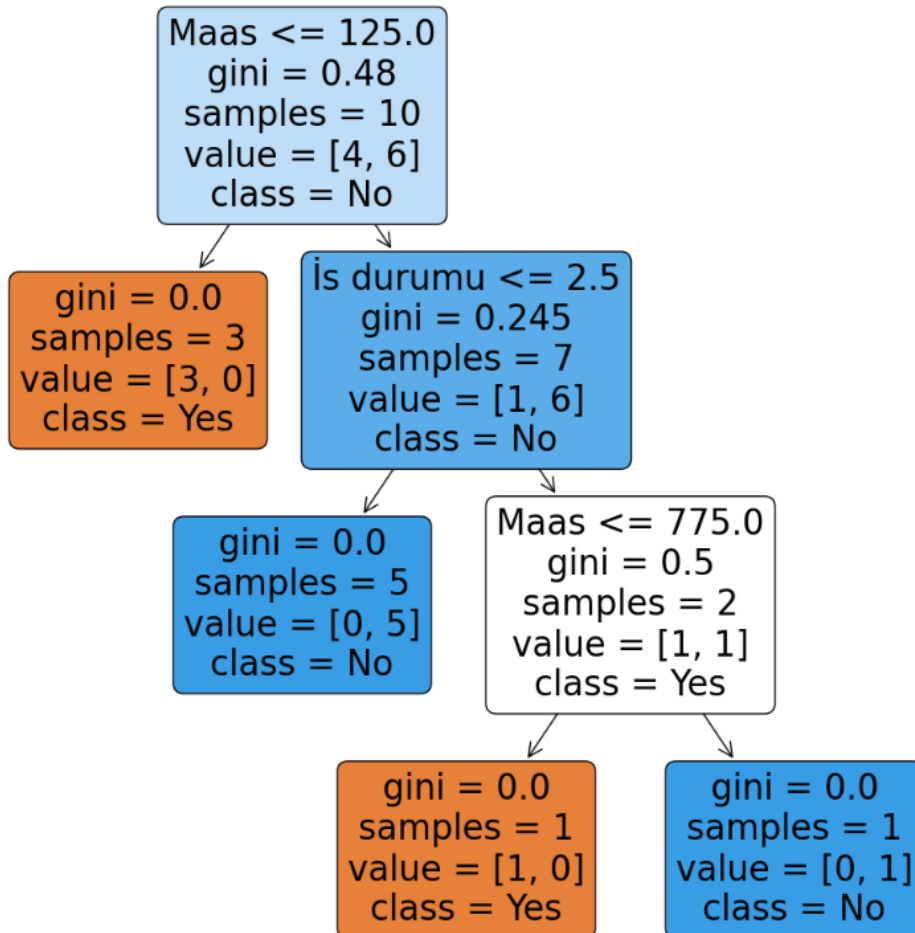 Maas <= 125.0
gini = 0.48
samples = 10
value = [4, 6]
class = No
gini = 0.0
samples = 3
value = [3, 0]
class = Yes
İs durumu <= 2.5
gini = 0.245
samples = 7
value = [1, 6]
class = No
gini = 0.0
samples = 5
value = [0, 5]
class = No
Maas <= 775.0
gini = 0.5
samples = 2
value = [1, 1]
class = Yes
gini = 0.0
samples = 1
value = [1, 0]
class = Yes
gini = 0.0
samples = 1
value = [0, 1]
class = No